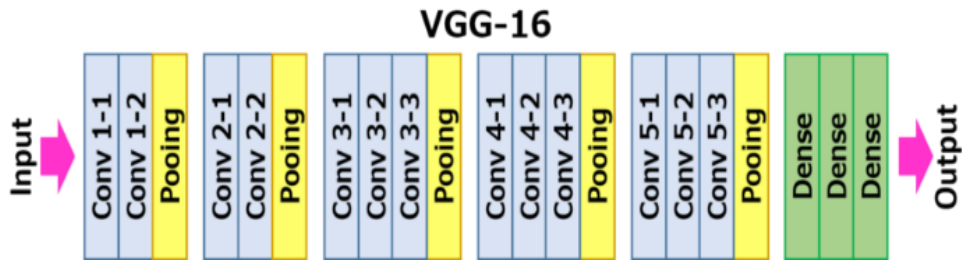 VGG-16
Input
Conv 1-1
Conv 1-2
Pooing
Conv 2-1
Conv 2-2
Pooing
Conv 3-1
Conv 3-2
Conv 3-3
Pooing
Conv 4-1
Conv 4-2
Conv 4-3
Pooing
Conv 5-1
Conv 5-2
Conv 5-3
Pooing
Dense
Dense
Dense
Output